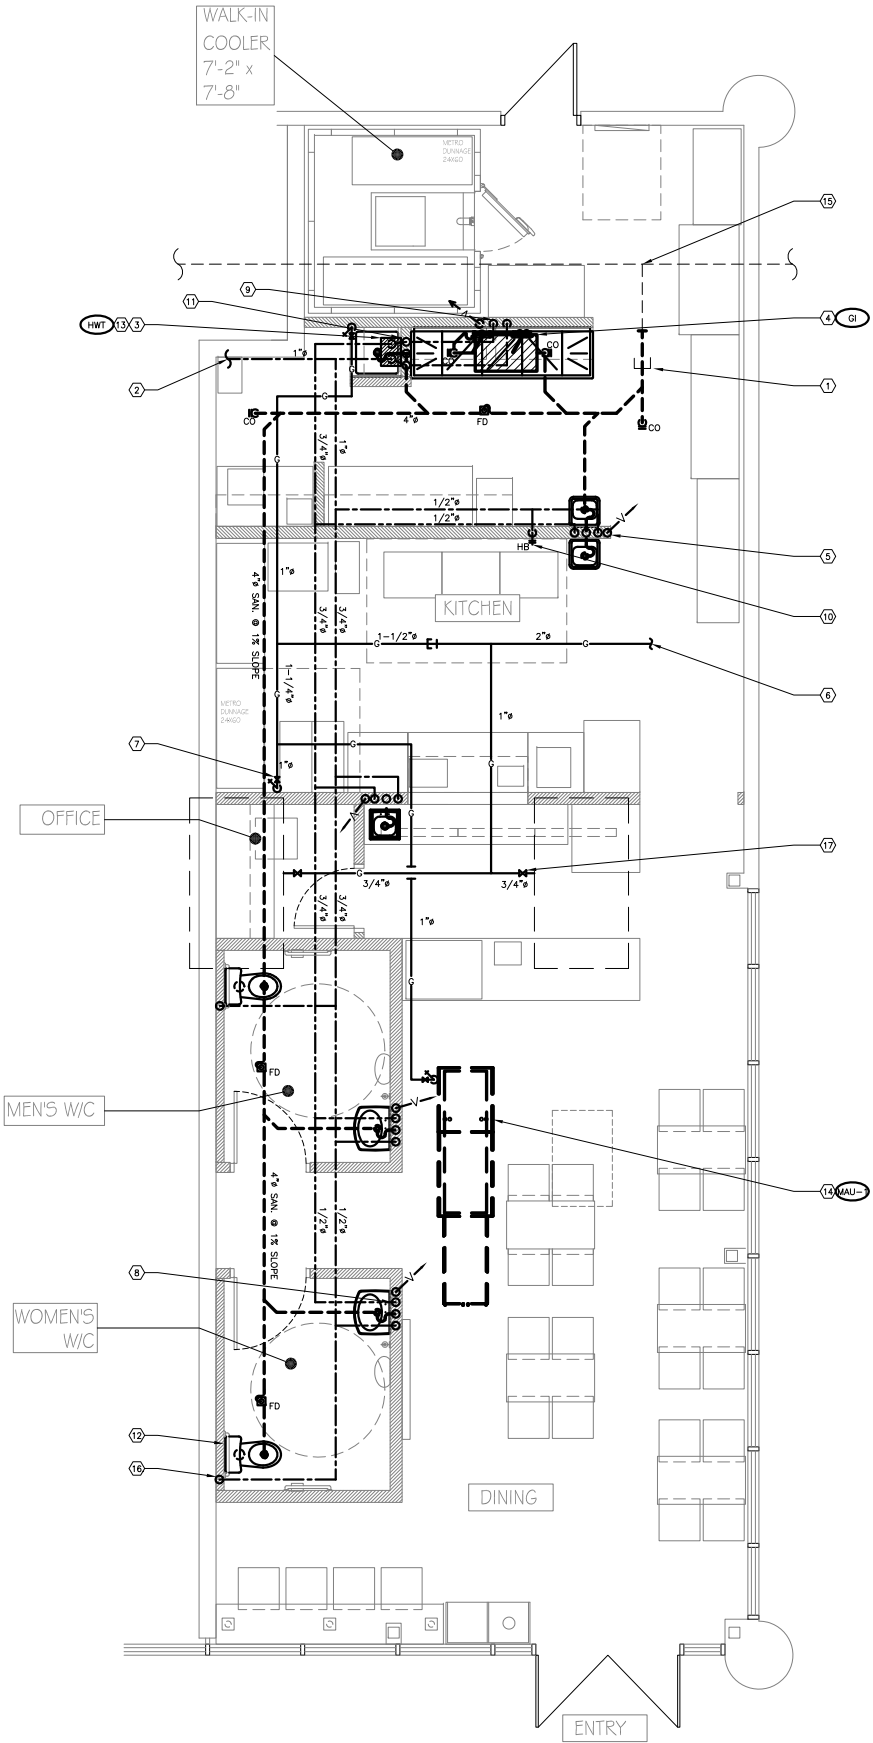 WALK-IN
COOLER
7'-2" x
7'-8"
METRO
DUNNAGE
24X60
15
9
11
HWT
13
3
4
GI
1"ø
CO
CO
2
1
CO
4"ø
FD
CO
3/4"ø
1"ø
G
G
1/2"ø
1/2"ø
V
HB
5
10
1"ø
4"ø SAN. @ 1% SLOPE
3/4"ø
3/4"ø
KITCHEN
1-1/2"ø
G
2"ø
G
6
1-1/4"ø
G
METRO
DUNNAGE
24X60
1"ø
7
G
1"ø
G
OFFICE
V
G
17
G
3/4"ø
3/4"ø
3/4"ø
3/4"ø
1"ø
G
FD
MEN'S W/C
V
4"ø SAN. @ 1% SLOPE
1/2"ø
1/2"ø
14
MAU-1
8
V
WOMEN'S
W/C
FD
12
16
DINING
ENTRY